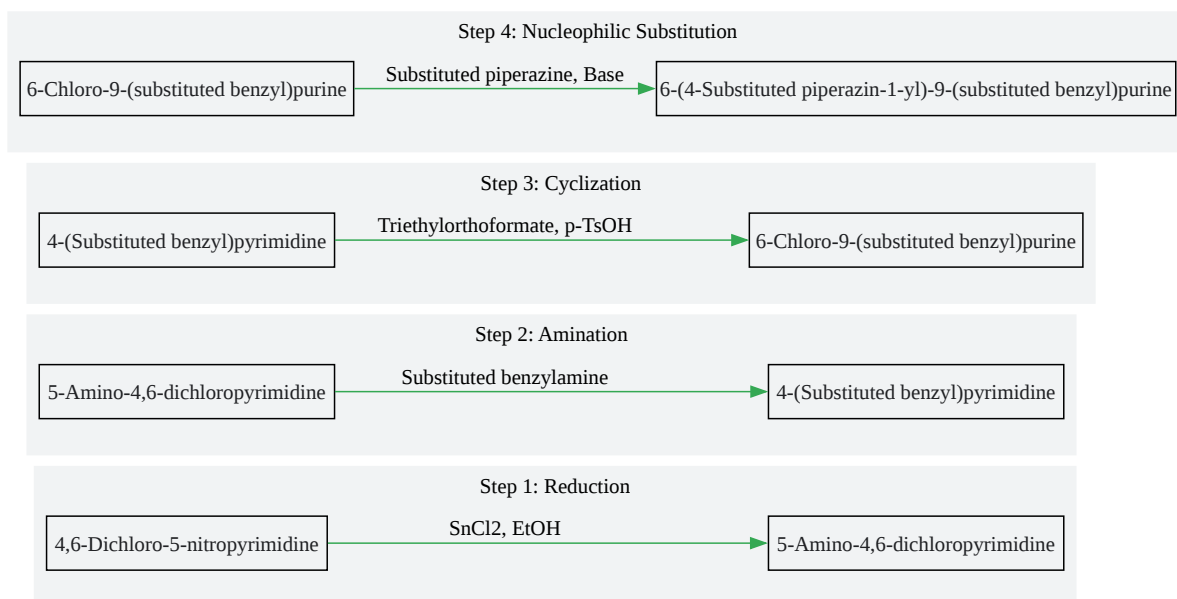 Step 4: Nucleophilic Substitution
6-Chloro-9-(substituted benzyl)purine
Substituted piperazine, Base
6-(4-Substituted piperazin-1-yl)-9-(substituted benzyl)purine
Step 3: Cyclization
4-(Substituted benzyl)pyrimidine
Triethylorthoformate, p-TsOH
6-Chloro-9-(substituted benzyl)purine
Step 2: Amination
5-Amino-4,6-dichloropyrimidine
Substituted benzylamine
4-(Substituted benzyl)pyrimidine
Step 1: Reduction
4,6-Dichloro-5-nitropyrimidine
SnCl2, EtOH
5-Amino-4,6-dichloropyrimidine